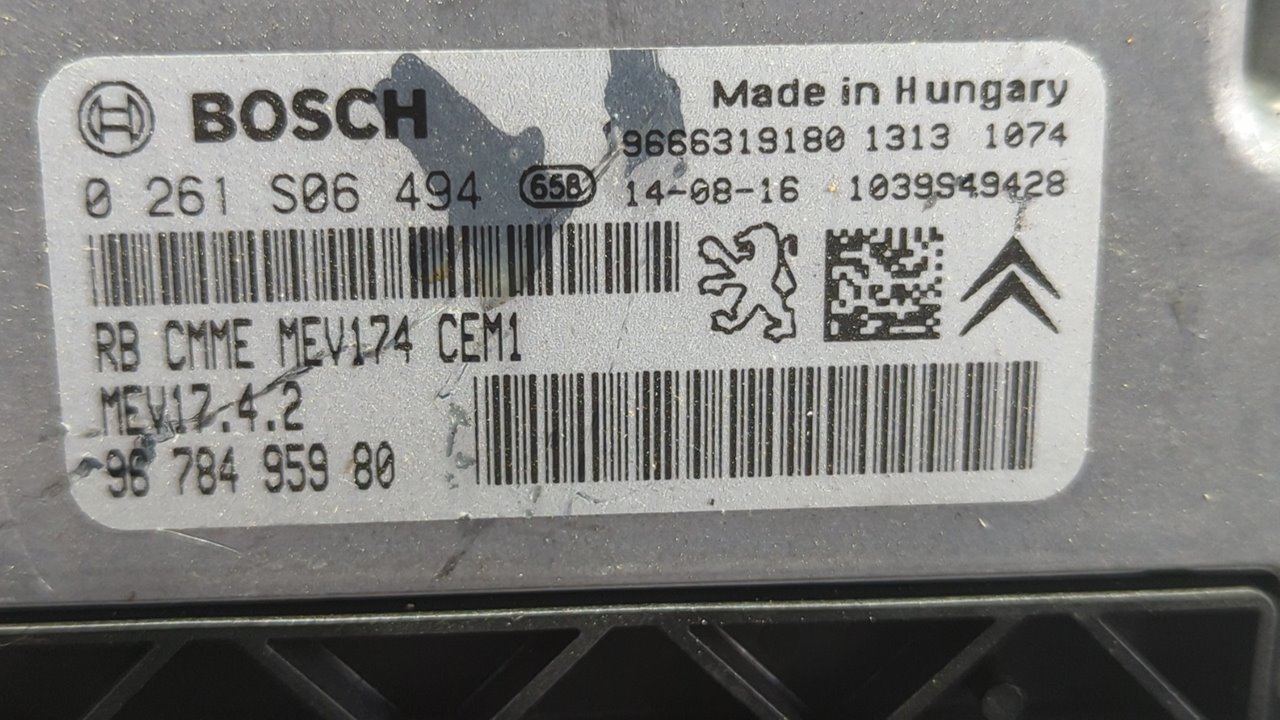 BOSCH
Made in Hungary
9666319180 1313 1074
0 261 S06 494 658 14-08-16 1039S49428
RB CMME MEV174 CEM1
MEV17.4.2
96 784 959 80